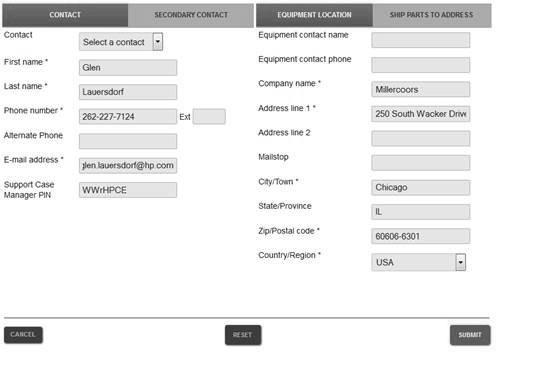 CONTACT
SECONDARY CONTACT
Contact
Select a contact
First name *
Glen
Last name *
Lauersdorf
Phone number *
262-227-7124
Ext
Alternate Phone
E-mail address *
glen.lauersdorf@hp.com
Support Case
Manager PIN
WWrHPCE
EQUIPMENT LOCATION
SHIP PARTS TO ADDRESS
Equipment contact name
Equipment contact phone
Company name *
Millercoors
Address line 1 *
250 South Wacker Drive
Address line 2
Mailstop
City/Town *
Chicago
State/Province
IL
Zip/Postal code *
60606-6301
Country/Region *
USA
CANCEL
RESET
SUBMIT